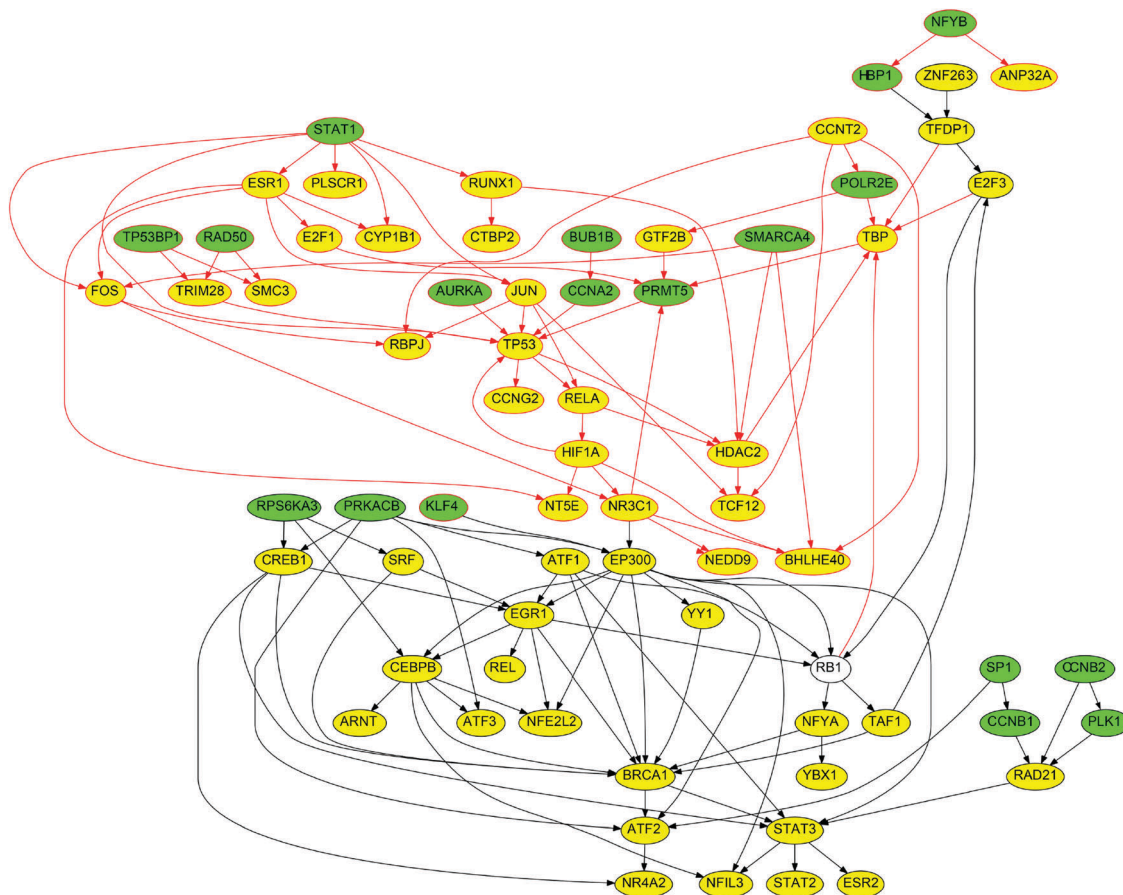 NFYB
HBP1
ZNF263
ANP32A
STAT1
CCNT2
TFDP1
ESR1
PLSCR1
RUNX1
POLR2E
E2F3
TP53BP1
RAD50
E2F1
CYP1B1
CTBP2
BUB1B
GTF2B
SMARCA4
TBP
FOS
TRIM28
SMC3
AURKA
JUN
CCNA2
PRMT5
RBPJ
TP53
CCNG2
RELA
HIF1A
HDAC2
NT5E
NR3C1
TCF12
RPS6KA3
PRKACB
KLF4
CREB1
SRF
ATF1
EP300
NEDD9
BHLHE40
EGR1
YY1
CEBPB
REL
RB1
SP1
CCNB2
ARNT
ATF3
NFE2L2
NFYA
TAF1
CCNB1
PLK1
BRCA1
YBX1
RAD21
ATF2
STAT3
NR4A2
NFIL3
STAT2
ESR2